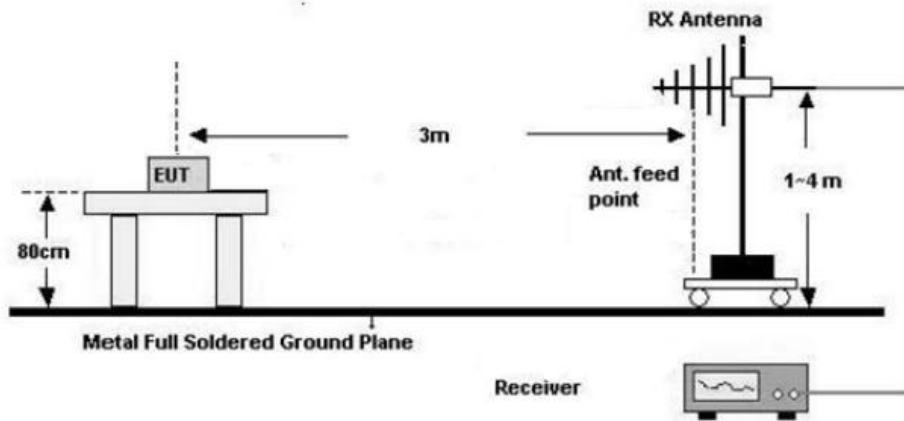 RX Antenna
3m
EUT
Ant. feed
point
1~4 m
80cm
Metal Full Soldered Ground Plane
Receiver